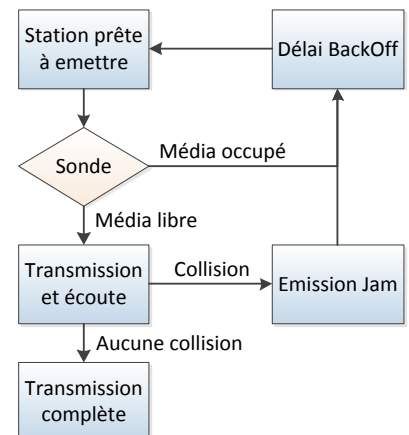 Station prête
à emettre
Délai BackOff
Sonde
Média occupé
Média libre
Transmission
et écoute
Collision
Emission Jam
Aucune collision
Transmission
complète